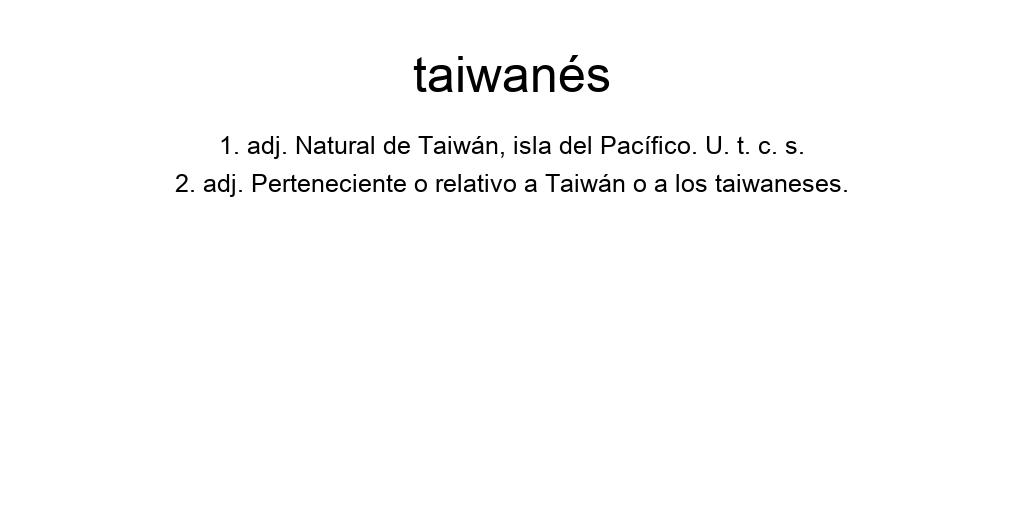 taiwanés
1. adj. Natural de Taiwán, isla del Pacífico. U. t. c. s.
2. adj. Perteneciente o relativo a Taiwán o a los taiwaneses.